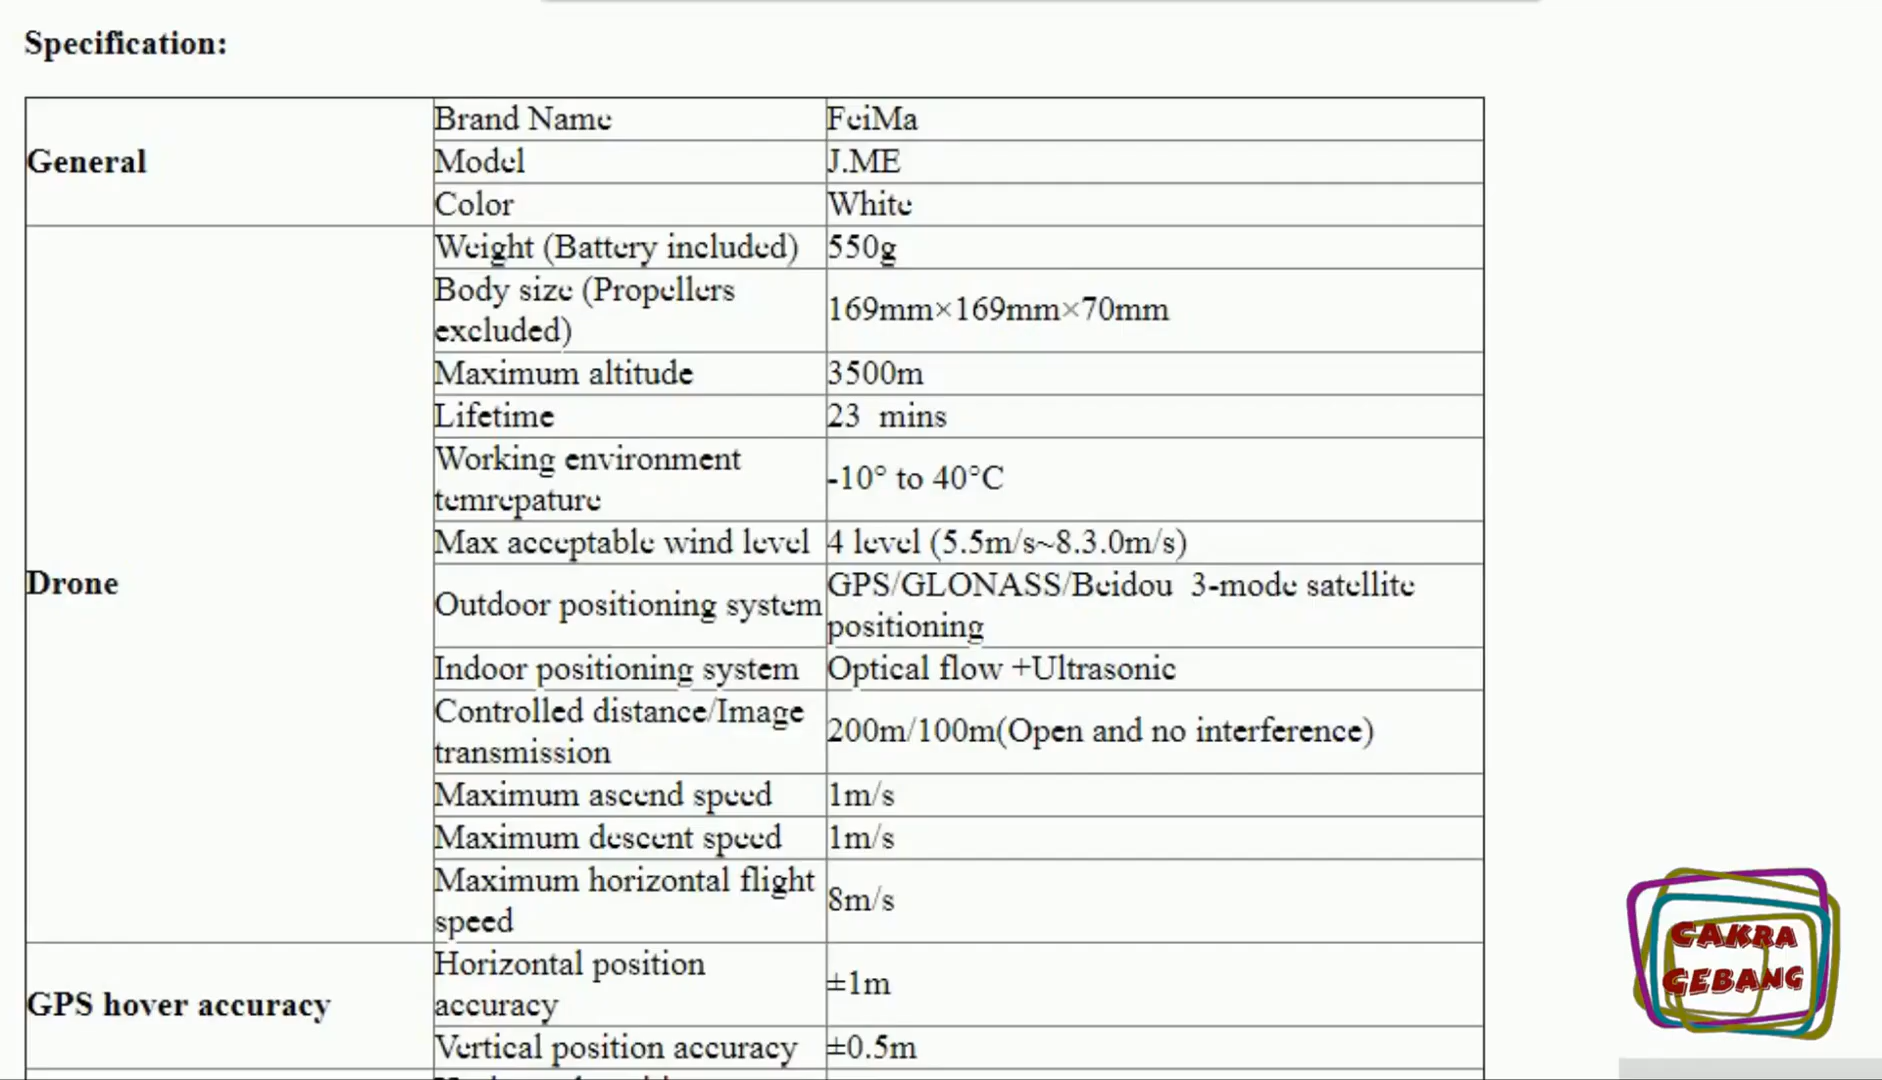 Specification:
General
Brand Name
FeiMa
Model
J.ME
Color
White
Drone
Weight (Battery included)
550g
Body size (Propellers
excluded)
169mm×169mm×70mm
Maximum altitude
3500m
Lifetime
23 mins
Working environment
temrepature
-10° to 40°C
Max acceptable wind level
4 level (5.5m/s~8.3.0m/s)
Outdoor positioning system
GPS/GLONASS/Beidou 3-mode satellite
positioning
Indoor positioning system
Optical flow +Ultrasonic
Controlled distance/Image
transmission
200m/100m(Open and no interference)
Maximum ascend speed
1m/s
Maximum descent speed
1m/s
Maximum horizontal flight
speed
8m/s
GPS hover accuracy
Horizontal position
accuracy
±1m
Vertical position accuracy
±0.5m
CAKRA
GEBANG